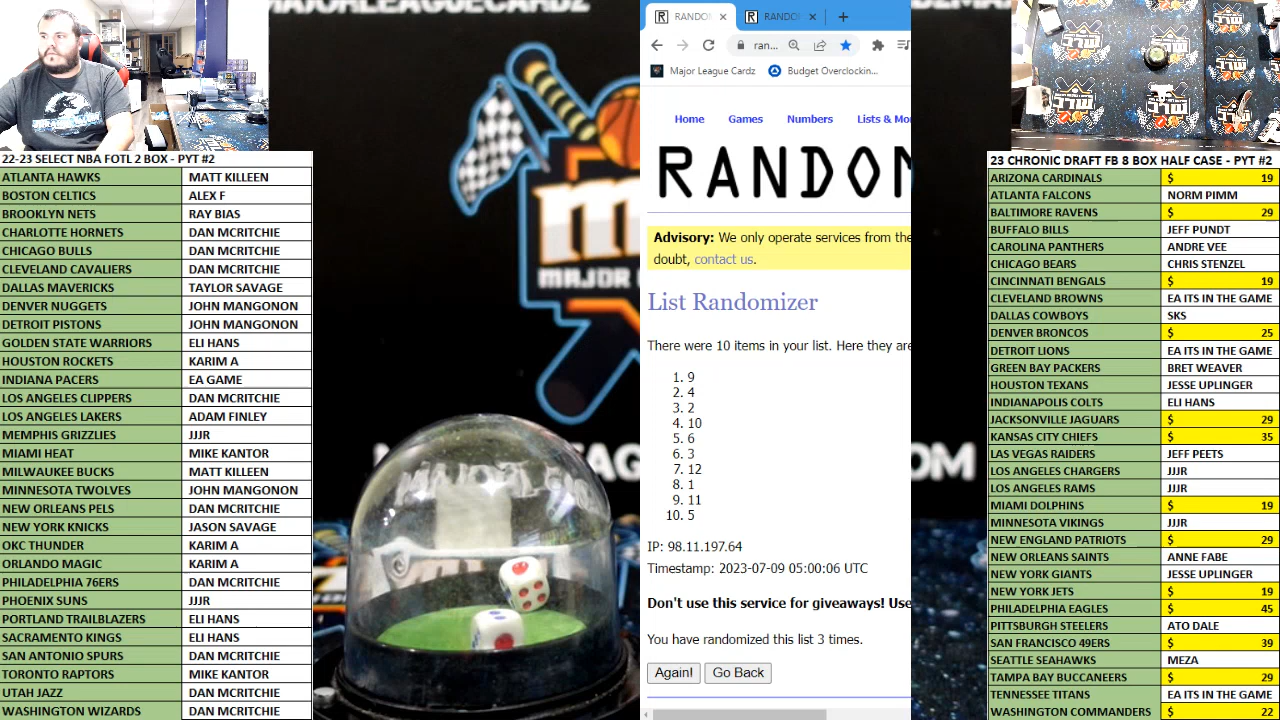 22-23 SELECT NBA FOTL 2 BOX - PYT #2
ATLANTA HAWKS MATT KILLEEN
BOSTON CELTICS ALEX F
BROOKLYN NETS RAY BIAS
CHARLOTTE HORNETS DAN MCRITCHIE
CHICAGO BULLS DAN MCRITCHIE
CLEVELAND CAVALIERS DAN MCRITCHIE
DALLAS MAVERICKS TAYLOR SAVAGE
DENVER NUGGETS JOHN MANGONON
DETROIT PISTONS JOHN MANGONON
GOLDEN STATE WARRIORS ELI HANS
HOUSTON ROCKETS KARIM A
INDIANA PACERS EA GAME
LOS ANGELES CLIPPERS DAN MCRITCHIE
LOS ANGELES LAKERS ADAM FINLEY
MEMPHIS GRIZZLIES JJJR
MIAMI HEAT MIKE KANTOR
MILWAUKEE BUCKS MATT KILLEEN
MINNESOTA TWOLVES JOHN MANGONON
NEW ORLEANS PELS DAN MCRITCHIE
NEW YORK KNICKS JASON SAVAGE
OKC THUNDER KARIM A
ORLANDO MAGIC KARIM A
PHILADELPHIA 76ERS DAN MCRITCHIE
PHOENIX SUNS JJJR
PORTLAND TRAILBLAZERS ELI HANS
SACRAMENTO KINGS ELI HANS
SAN ANTONIO SPURS DAN MCRITCHIE
TORONTO RAPTORS MIKE KANTOR
UTAH JAZZ DAN MCRITCHIE
WASHINGTON WIZARDS DAN MCRITCHIE
MAJOR
RANDO
RANDO
ran...
Major League Cardz
Budget Overclockin...
Home Games Numbers Lists & Mo
RANDOM
Advisory: We only operate services from the
doubt, contact us.
List Randomizer
There were 10 items in your list. Here they are
1. 9
2. 4
3. 2
4. 10
5. 6
6. 3
7. 12
8. 1
9. 11
10. 5
IP: 98.11.197.64
Timestamp: 2023-07-09 05:00:06 UTC
Don't use this service for giveaways! Use
You have randomized this list 3 times.
Again! Go Back
23 CHRONIC DRAFT FB 8 BOX HALF CASE - PYT #2
ARIZONA CARDINALS $ 19
ATLANTA FALCONS NORM PIMM
BALTIMORE RAVENS $ 29
BUFFALO BILLS JEFF PUNDT
CAROLINA PANTHERS ANDRE VEE
CHICAGO BEARS CHRIS STENZEL
CINCINNATI BENGALS $ 19
CLEVELAND BROWNS EA ITS IN THE GAME
DALLAS COWBOYS SKS
DENVER BRONCOS $ 25
DETROIT LIONS EA ITS IN THE GAME
GREEN BAY PACKERS BRET WEAVER
HOUSTON TEXANS JESSE UPLINGER
INDIANAPOLIS COLTS ELI HANS
JACKSONVILLE JAGUARS $ 29
KANSAS CITY CHIEFS $ 35
LAS VEGAS RAIDERS JEFF PEETS
LOS ANGELES CHARGERS JJJR
LOS ANGELES RAMS JJJR
MIAMI DOLPHINS $ 19
MINNESOTA VIKINGS JJJR
NEW ENGLAND PATRIOTS $ 29
NEW ORLEANS SAINTS ANNE FABE
NEW YORK GIANTS JESSE UPLINGER
NEW YORK JETS $ 19
PHILADELPHIA EAGLES $ 45
PITTSBURGH STEELERS ATO DALE
SAN FRANCISCO 49ERS $ 39
SEATTLE SEAHAWKS MEZA
TAMPA BAY BUCCANEERS $ 29
TENNESSEE TITANS EA ITS IN THE GAME
WASHINGTON COMMANDERS $ 22